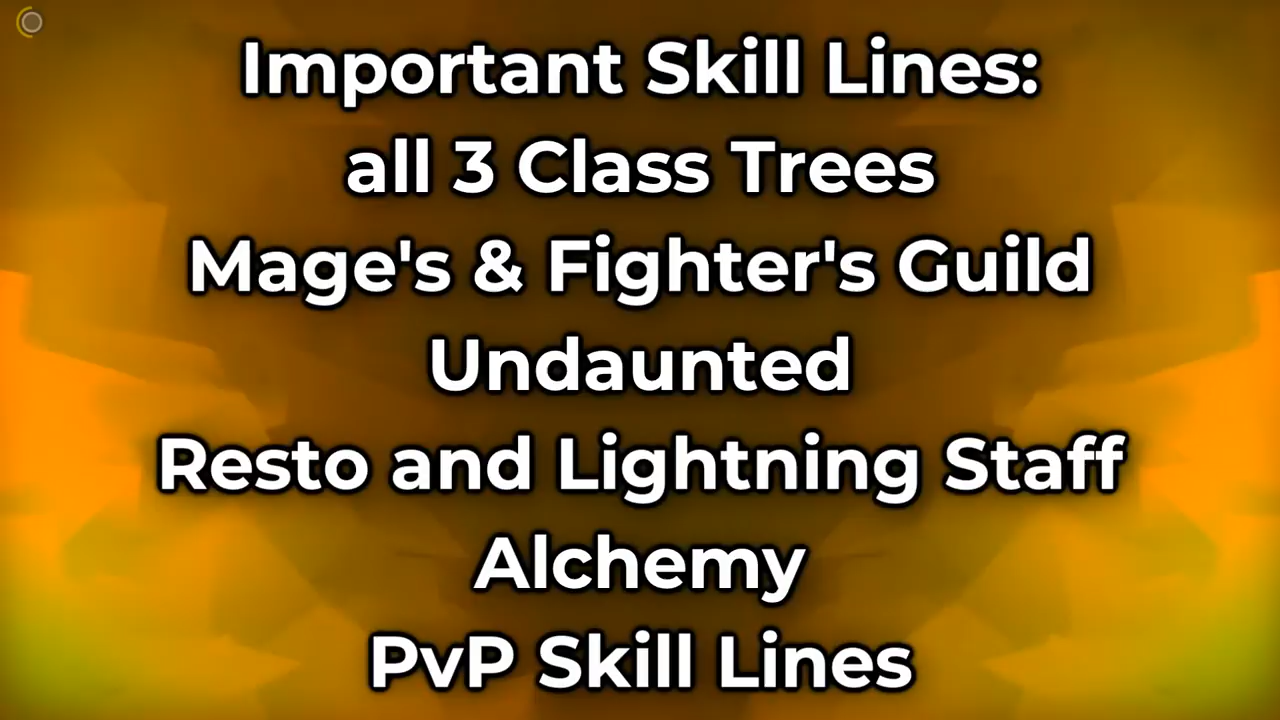 Important Skill Lines:
all 3 Class Trees
Mage's & Fighter's Guild
Undaunted
Resto and Lightning Staff
Alchemy
PvP Skill Lines